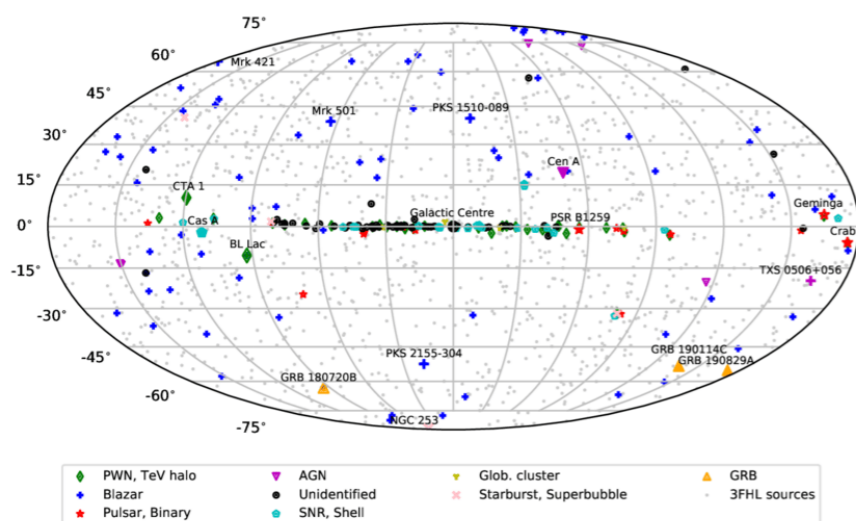 75°
60°
45°
30°
15°
0°
-15°
-30°
-45°
-60°
-75°
Mrk 421
Mrk 501
PKS 1510-089
Cen A
CTA 1
Cas A
Galactic Centre
PSR B1259
Geminga
Crab
BL Lac
TXS 0506+056
PKS 2155-304
GRB 190114C
GRB 190829A
GRB 180720B
NGC 253
PWN, TeV halo
AGN
Glob. cluster
GRB
Blazar
Unidentified
Starburst, Superbubble
3FHL sources
Pulsar, Binary
SNR, Shell